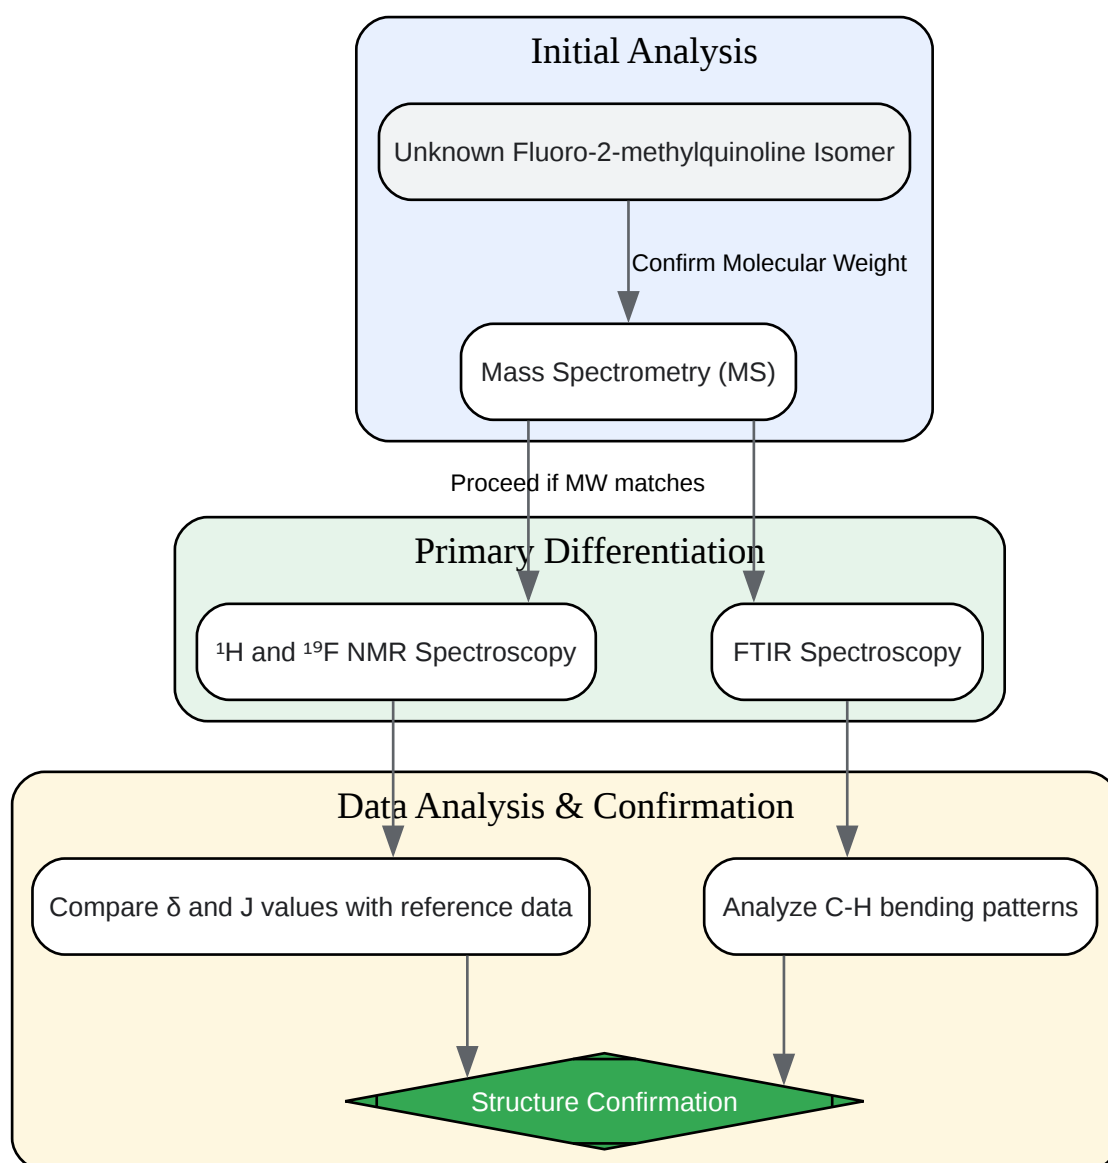 Initial Analysis
Unknown Fluoro-2-methylquinoline Isomer
Confirm Molecular Weight
Mass Spectrometry (MS)
Proceed if MW matches
Primary Differentiation
¹H and ¹⁹F NMR Spectroscopy
FTIR Spectroscopy
Data Analysis & Confirmation
Compare δ and J values with reference data
Analyze C-H bending patterns
Structure Confirmation